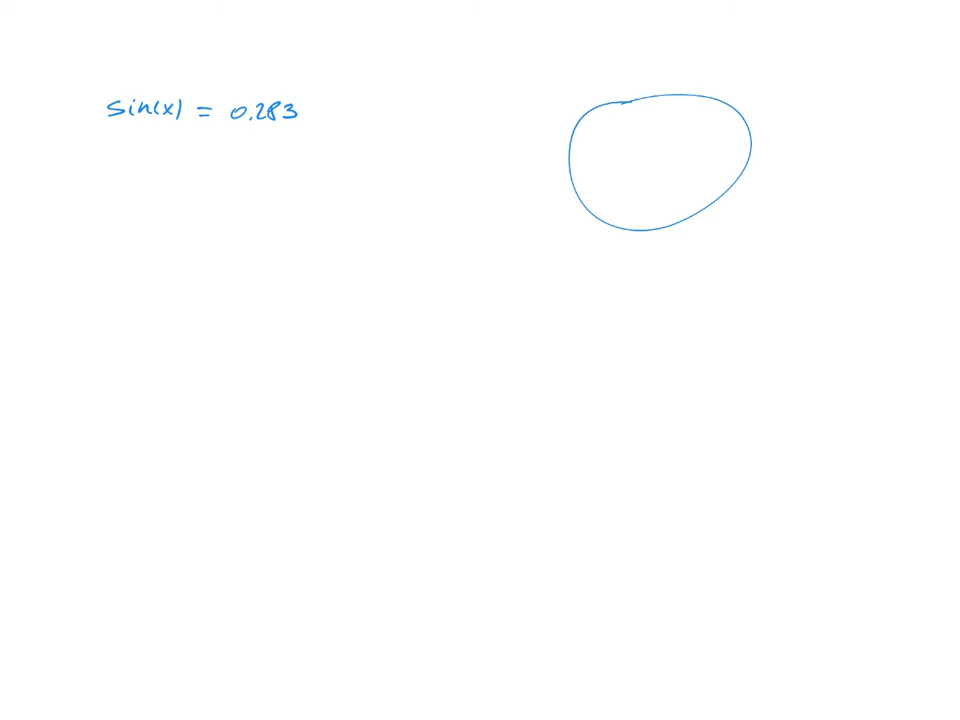 sin(x) = 0.283